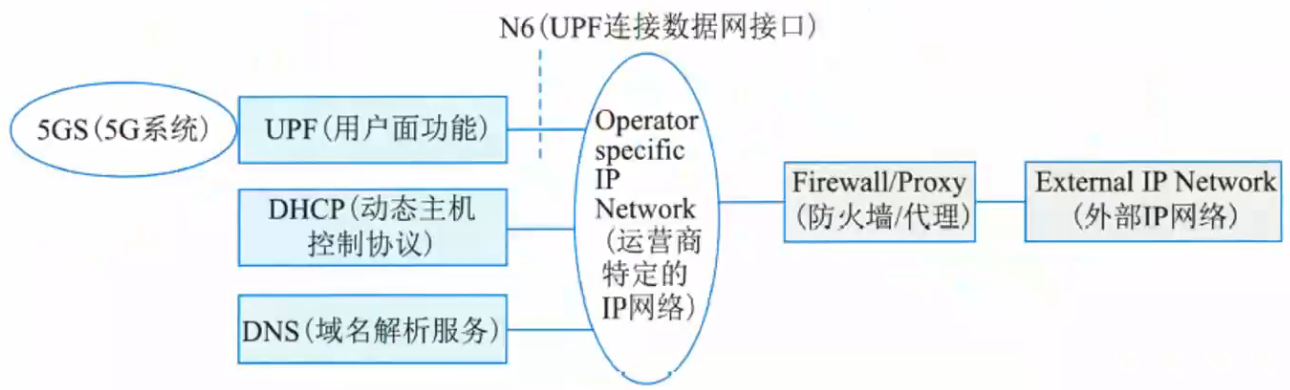 N6(UPF连接数据网接口)
5GS(5G系统)
UPF(用户面功能)
DHCP(动态主机
控制协议)
DNS(域名解析服务)
Operator
specific
IP
Network
(运营商
特定的
IP网络)
Firewall/Proxy
(防火墙/代理)
External IP Network
(外部IP网络)